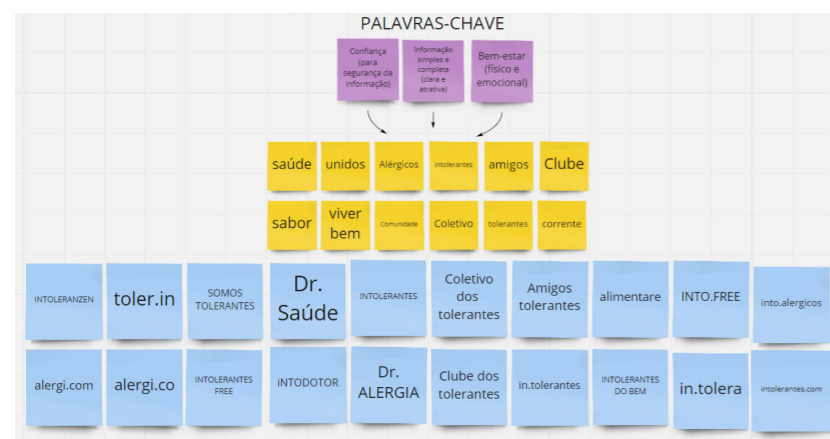 PALAVRAS-CHAVE
Confiança
(para
segurança da
informação)
Informação
simples e
completa
(clara e
atrativa)
Bem-estar
(físico e
emocional)
saúde
unidos
Alérgicos
intolerantes
amigos
Clube
sabor
viver
bem
Comunidade
Coletivo
tolerantes
corrente
INTOLERANZEN
toler.in
SOMOS
TOLERANTES
Dr.
Saúde
INTOLERANTES
Coletivo
dos
tolerantes
Amigos
tolerantes
alimentare
INTO.FREE
into.alergicos
alergi.com
alergi.co
INTOLERANTES
FREE
INTODOTOR
Dr.
ALERGIA
Clube dos
tolerantes
in.tolerantes
INTOLERANTES
DO BEM
in.tolera
intolerantes.com